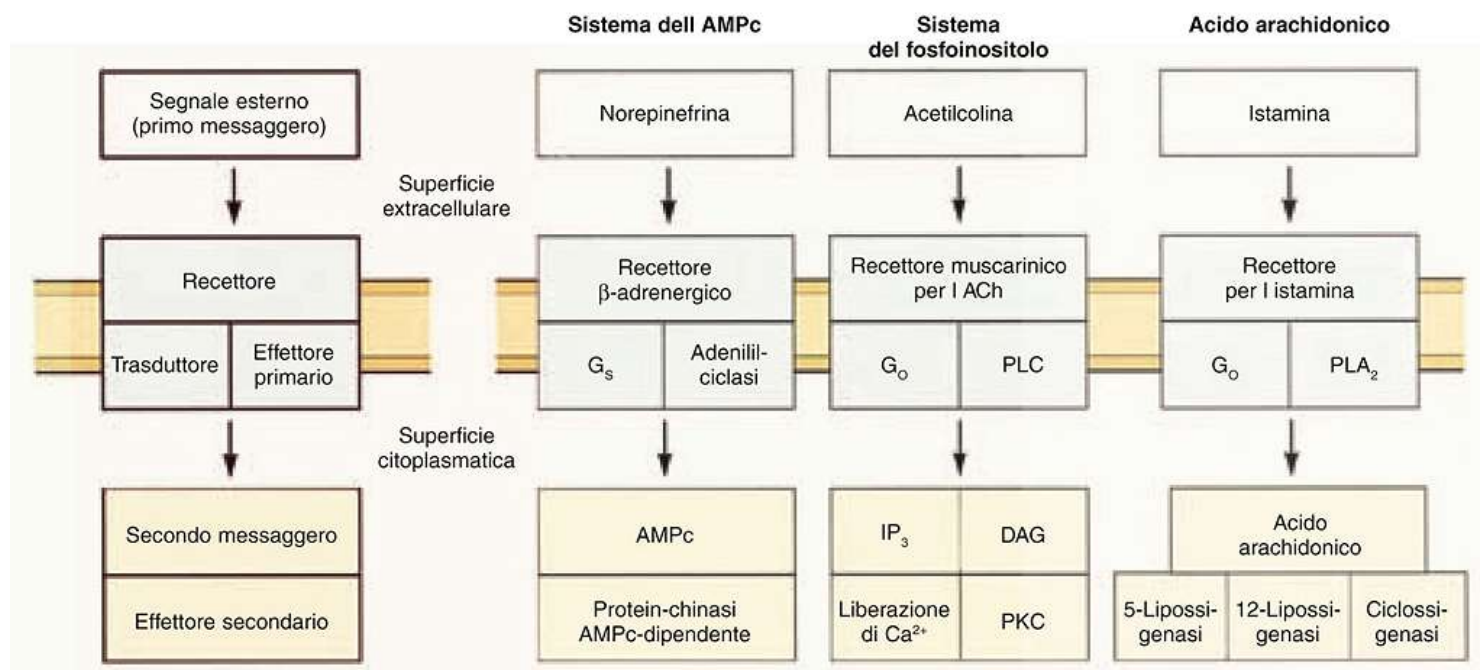 Sistema dell AMPc
Sistema
del fosfoinositolo
Acido arachidonico
Segnale esterno
(primo messaggero)
Norepinefrina
Acetilcolina
Istamina
Superficie
extracellulare
Recettore
Recettore
β-adrenergico
Recettore muscarinico
per l ACh
Recettore
per l istamina
Trasduttore
Effettore
primario
Gₛ
Adenilil-
ciclasi
G_O
PLC
G_O
PLA₂
Superficie
citoplasmatica
Secondo messaggero
AMPc
IP₃
DAG
Acido
arachidonico
Effettore secondario
Protein-chinasi
AMPc-dipendente
Liberazione
di Ca²⁺
PKC
5-Lipossi-
genasi
12-Lipossi-
genasi
Ciclossi-
genasi